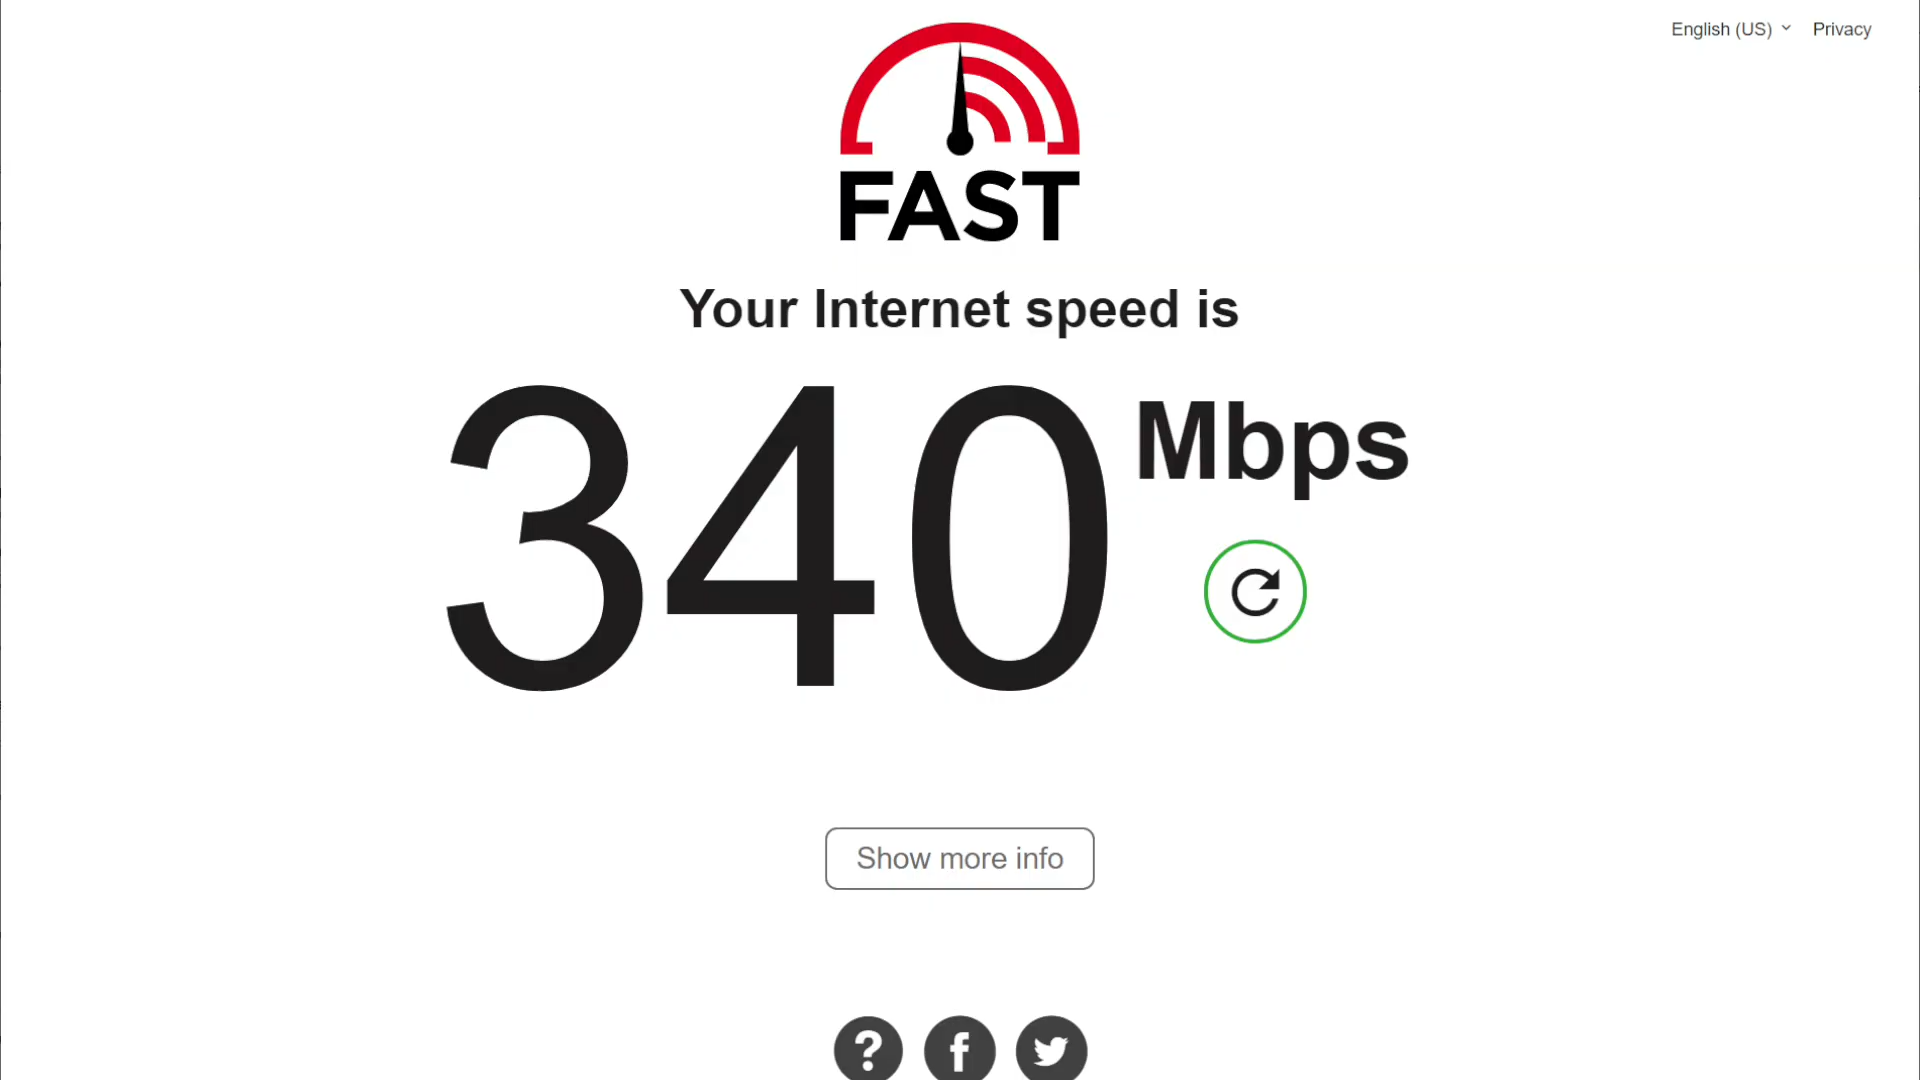 English (US) Privacy
FAST
Your Internet speed is
340 Mbps
Show more info